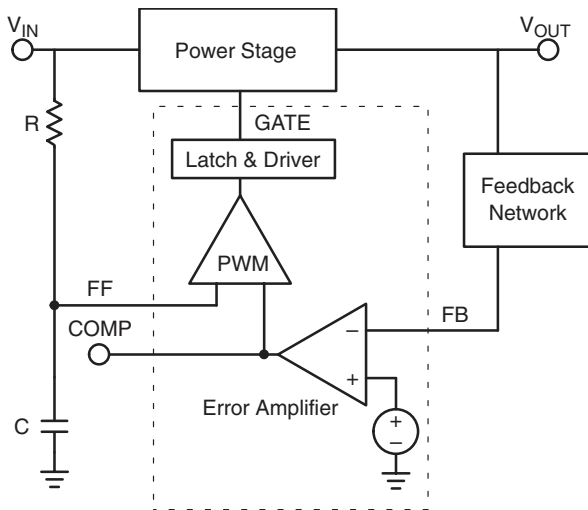 VIN
Power Stage
VOUT
R
GATE
Latch & Driver
Feedback
Network
PWM
FF
FB
COMP
−
+
Error Amplifier
+
−
C